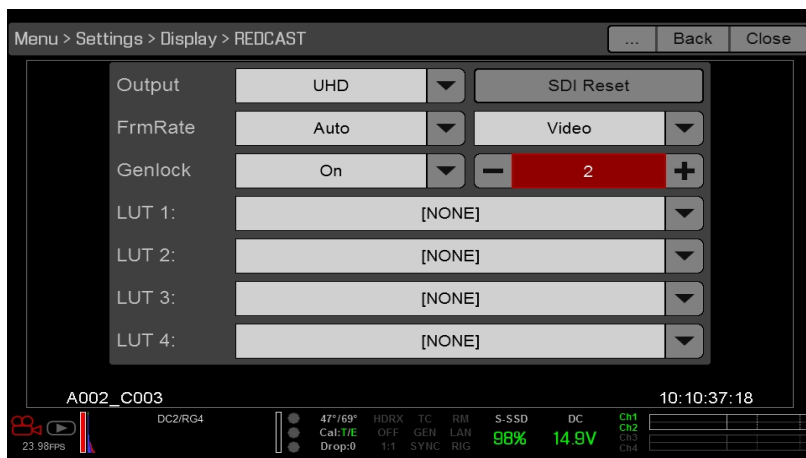 Menu > Settings > Display > REDCAST ... Back Close
Output UHD SDI Reset
FrmRate Auto Video
Genlock On 2
LUT 1: [NONE]
LUT 2: [NONE]
LUT 3: [NONE]
LUT 4: [NONE]
A002_C003 10:10:37:18
DC2/RG4 47°/69° HDRX TC RM S-SSD DC Ch1
Cal:T/E OFF GEN LAN 98% 14.9V Ch2
23.98FPS Drop:0 1:1 SYNC RIG Ch3
Ch4